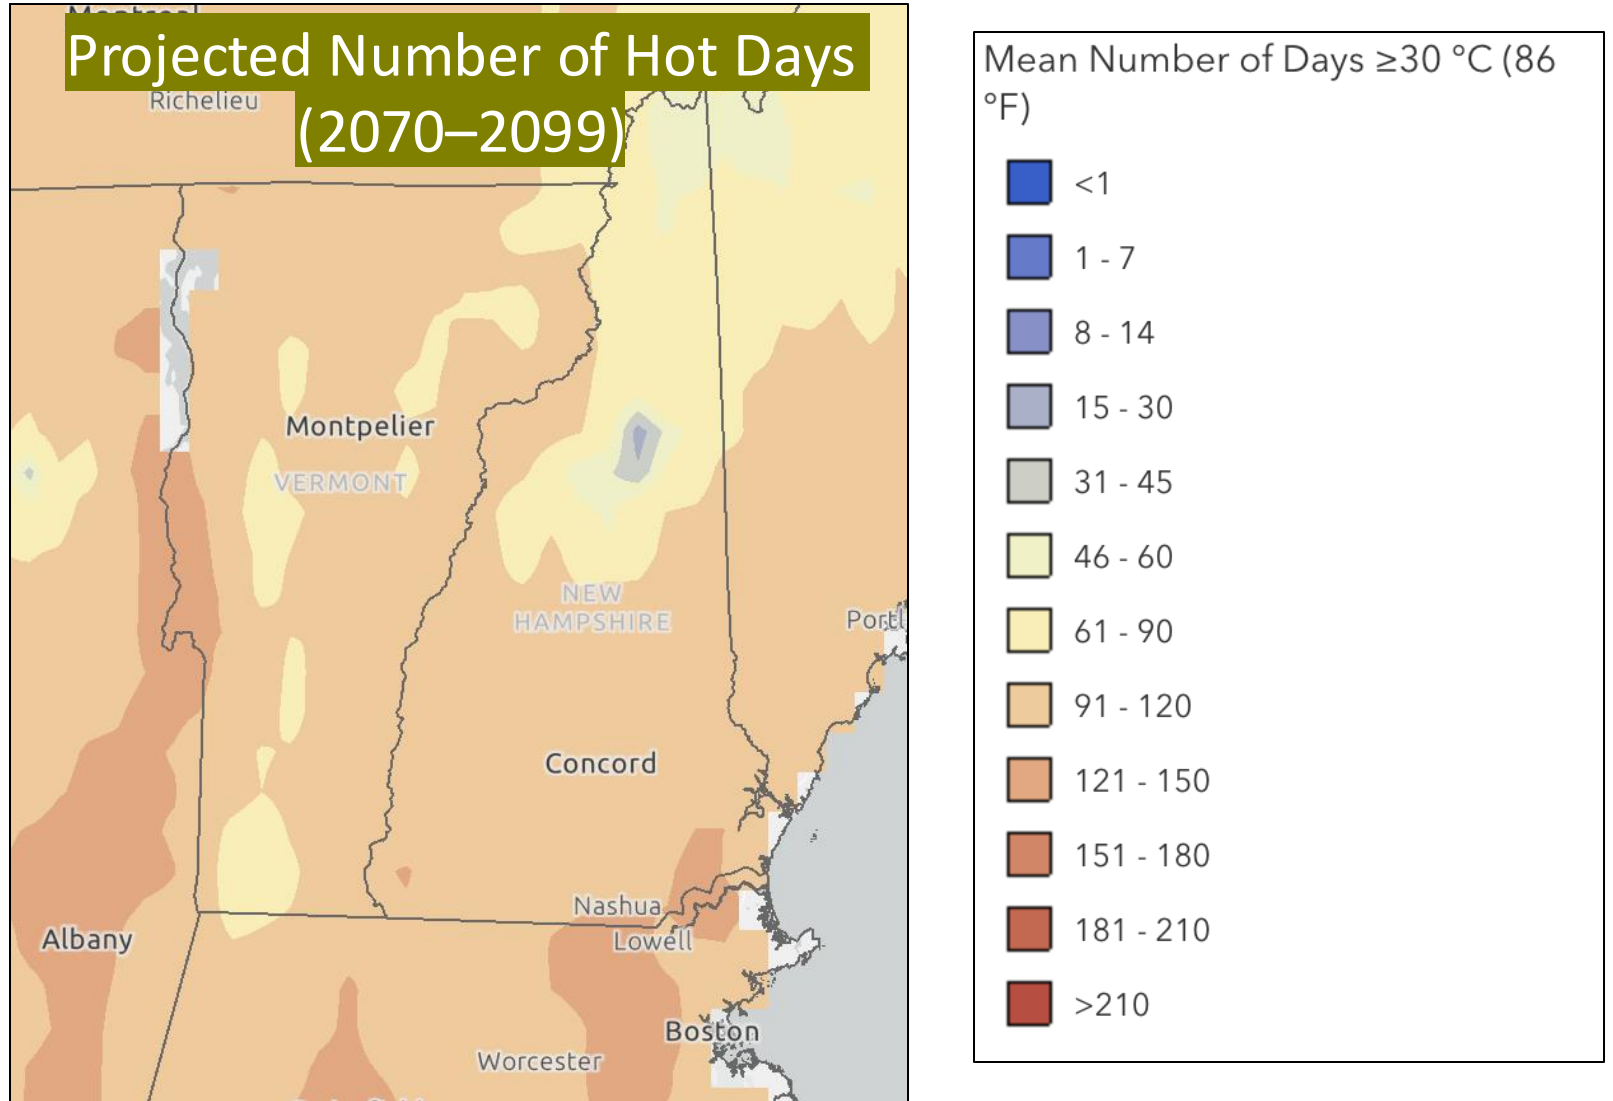 Montreal
Projected Number of Hot Days
(2070–2099)
Richelieu
Montpelier
VERMONT
NEW
HAMPSHIRE
Portl
Concord
Nashua
Lowell
Albany
Boston
Worcester
Mean Number of Days ≥30 °C (86
°F)
<1
1 - 7
8 - 14
15 - 30
31 - 45
46 - 60
61 - 90
91 - 120
121 - 150
151 - 180
181 - 210
>210